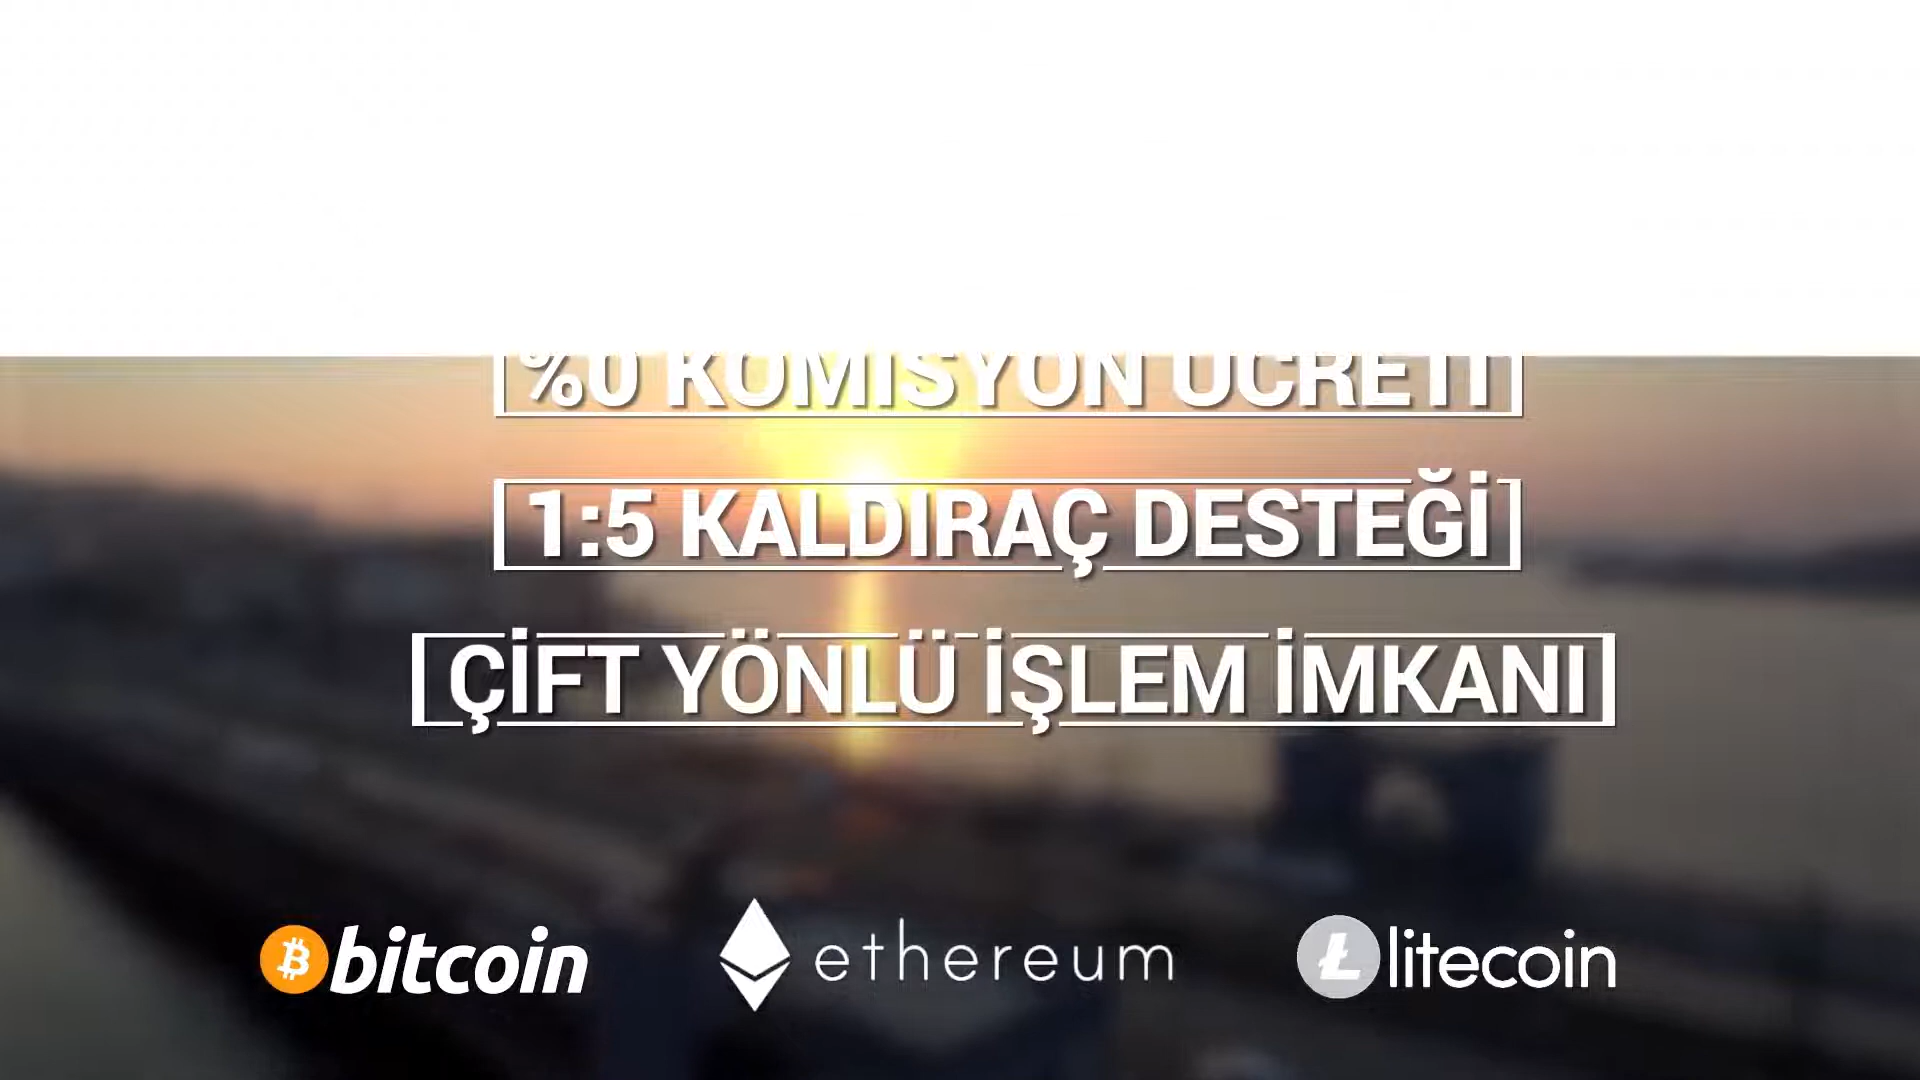 %0 KOMİSYON ÜCRETİ
1:5 KALDIRAÇ DESTEĞİ
ÇİFT YÖNLÜ İŞLEM İMKANI
bitcoin ethereum litecoin